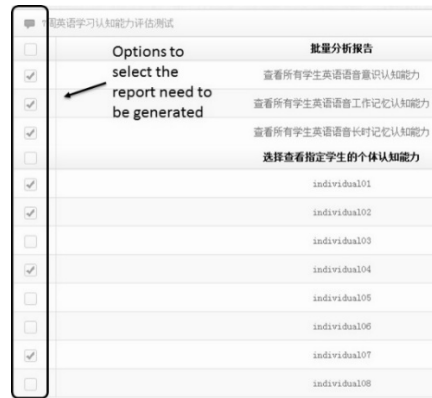 英语学习认知能力评估测试
批量分析报告
Options to
select the
report need to
be generated
查看所有学生英语语音意识认知能力
查看所有学生英语语音工作记忆认知能力
查看所有学生英语语音长时记忆认知能力
选择查看指定学生的个体认知能力
individual01
individual02
individual03
individual04
individual05
individual06
individual07
individual08